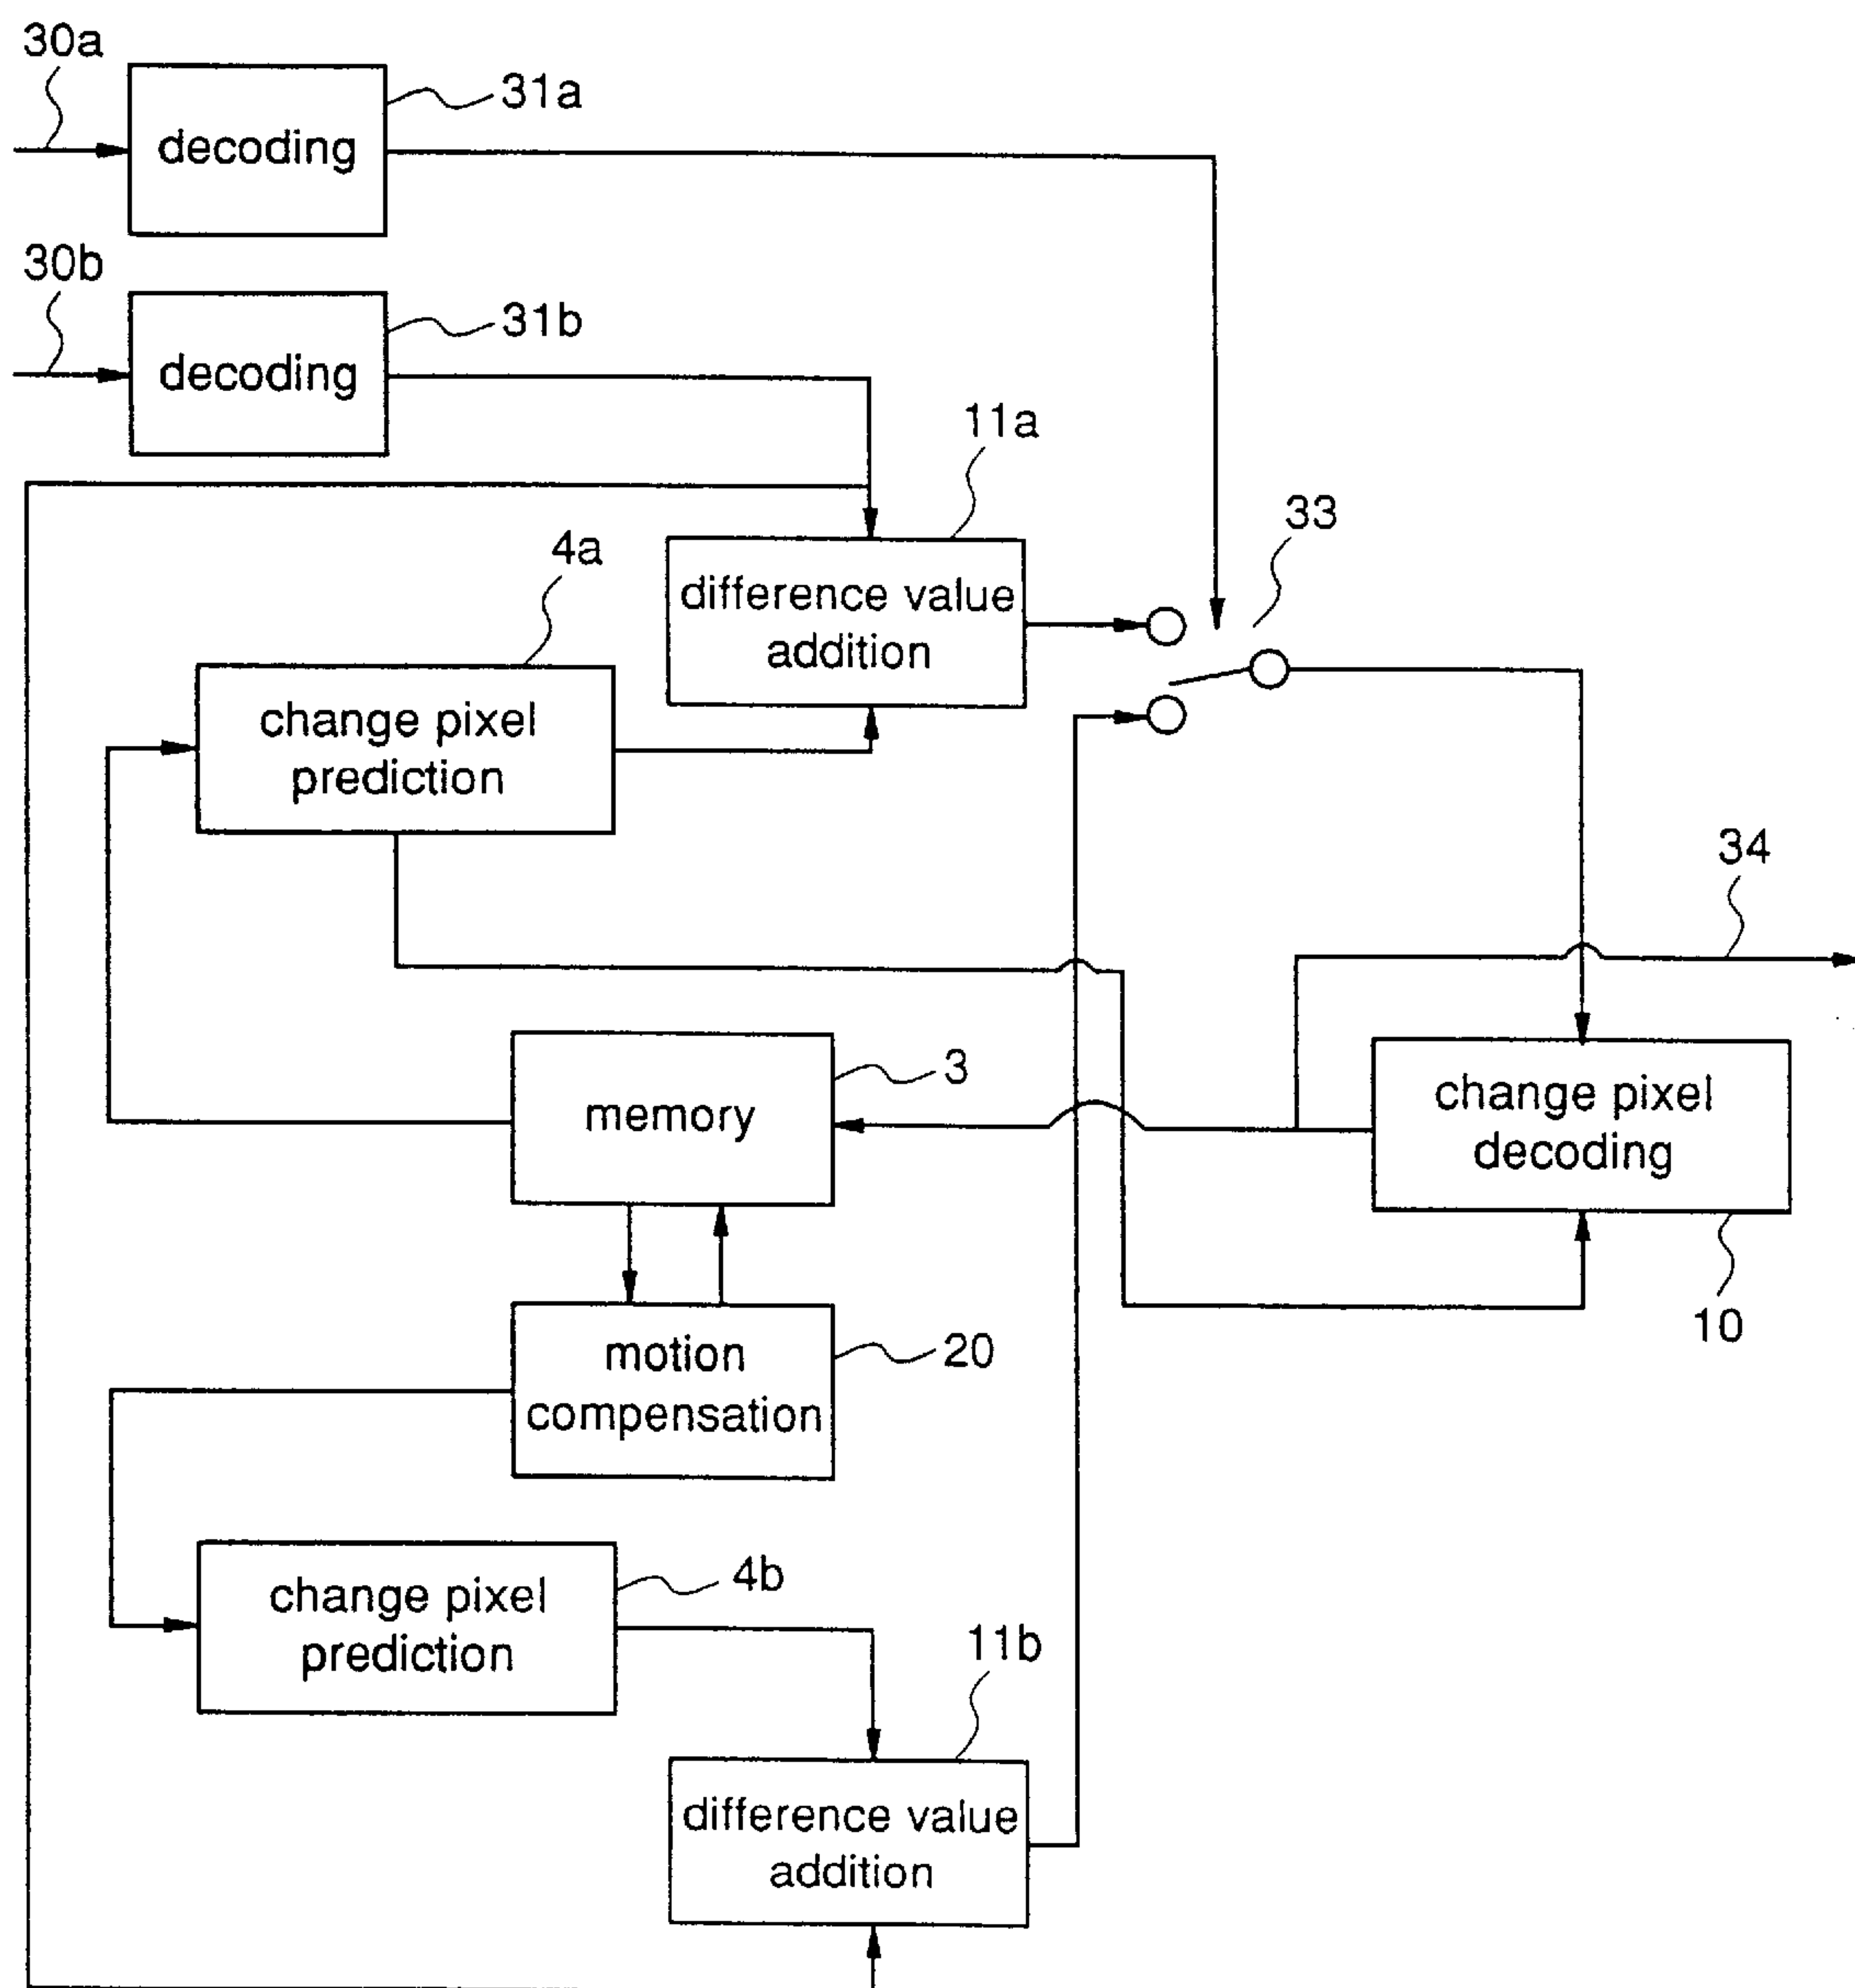 30a
31a
decoding
30b
31b
decoding
11a
33
4a
difference value
addition
change pixel
prediction
34
3
memory
change pixel
decoding
10
20
motion
compensation
4b
change pixel
prediction
11b
difference value
addition